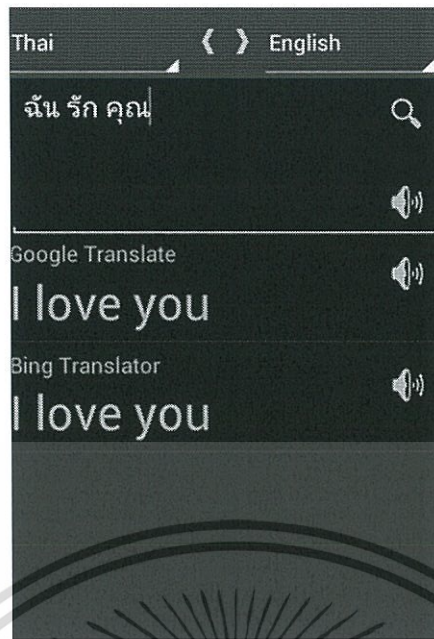 Thai 《 》 English
ฉัน รัก คุณ
Google Translate
I love you
Bing Translator
I love you